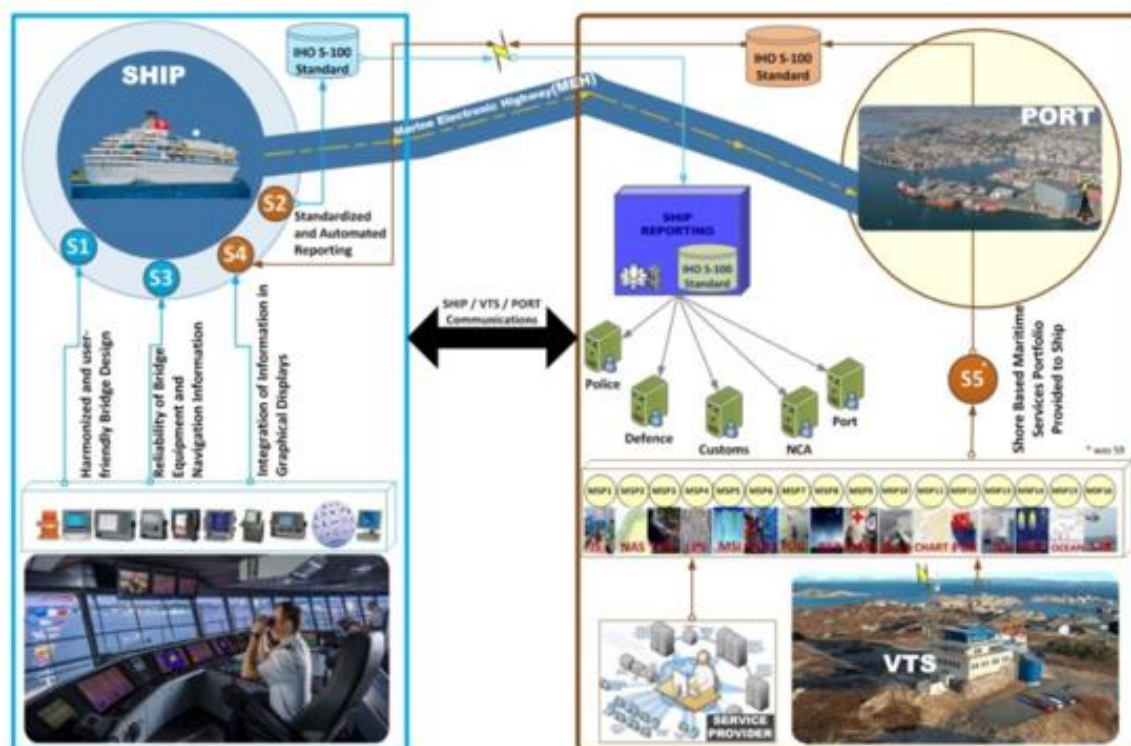 SHIP
IHO S-100
Standard
IHO S-100
Standard
Marine Electronic Highway(MEH)
PORT
S1
S2
S3
S4
Standardized
and Automated
Reporting
SHIP
REPORTING
IHO S-100
Standard
SHIP / VTS / PORT
Communications
Harmonized and user-
friendly Bridge Design
Reliability of Bridge
Equipment and
Navigation Information
Integration of Information in
Graphical Displays
Police
Defence
Customs
NCA
Port
S5*
Shore Based Maritime
Services Portfolio
Provided to Ship
* was S9
MSP1 MSP2 MSP3 MSP4 MSP5 MSP6 MSP7 MSP8 MSP9 MSP10 MSP11 MSP12 MSP13 MSP14 MSP15 MSP16
NAS MSI CHART OCEANO
SERVICE
PROVIDER
VTS